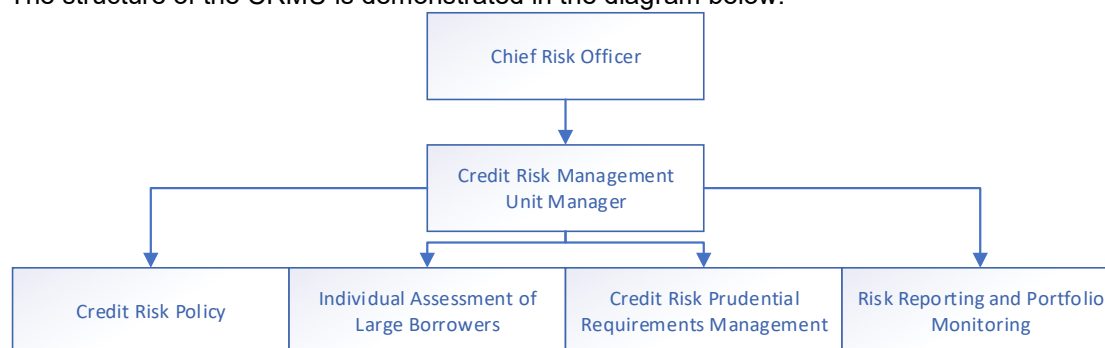 The structure of the CRMU is demonstrated in the diagram below:
Chief Risk Officer
Credit Risk Management
Unit Manager
Credit Risk Policy
Individual Assessment of
Large Borrowers
Credit Risk Prudential
Requirements Management
Risk Reporting and Portfolio
Monitoring